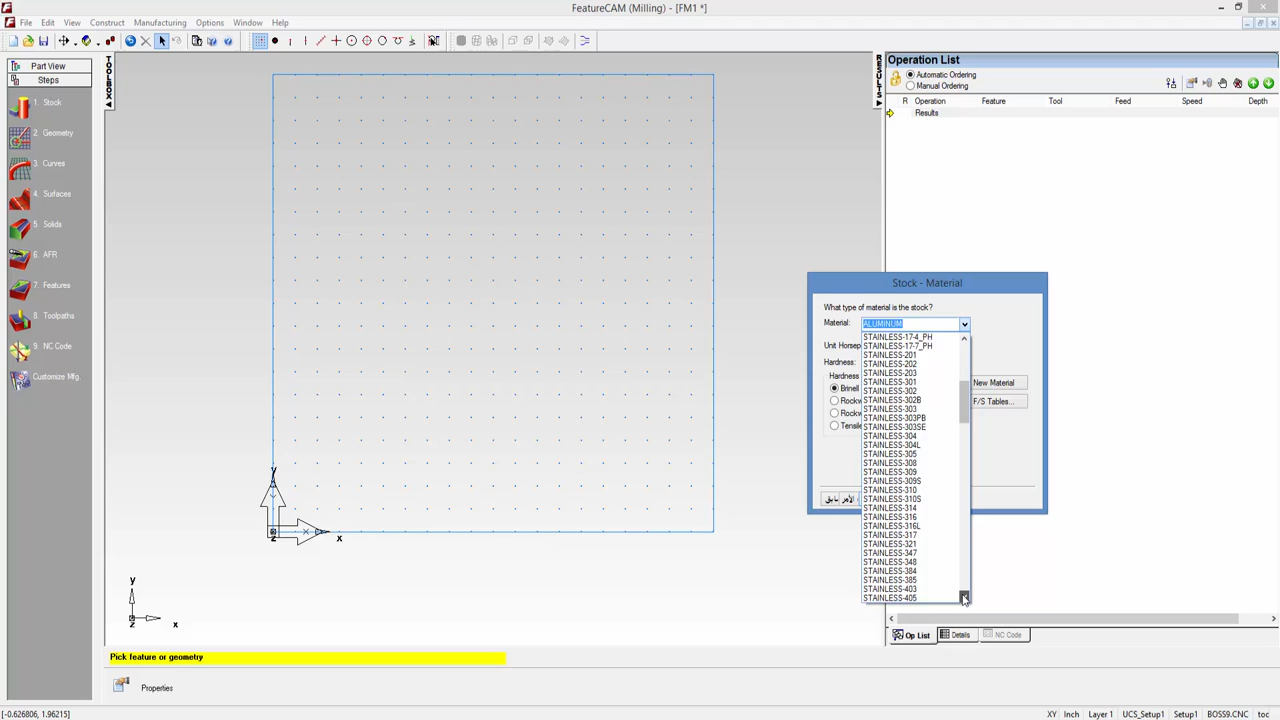 FeatureCAM (Milling) - [FM1 *]
File Edit View Construct Manufacturing Options Window Help
Part View
Steps
1. Stock
2. Geometry
3. Curves
4. Surfaces
5. Solids
6. AFR
7. Features
8. Toolpaths
9. NC Code
Customize Mfg.
TOOLBOX
RESULTS
Operation List
Automatic Ordering
Manual Ordering
R Operation Feature Tool Feed Speed Depth
Results
Stock - Material
What type of material is the stock?
Material: ALUMINUM
Unit Horsep
Hardness:
Hardness
Brinell
Rockw
Rockw
Tensile
New Material
F/S Tables...
STAINLESS-17-4_PH
STAINLESS-17-7_PH
STAINLESS-201
STAINLESS-202
STAINLESS-203
STAINLESS-301
STAINLESS-302
STAINLESS-302B
STAINLESS-303
STAINLESS-303PB
STAINLESS-303SE
STAINLESS-304
STAINLESS-304L
STAINLESS-305
STAINLESS-308
STAINLESS-309
STAINLESS-309S
STAINLESS-310
STAINLESS-310S
STAINLESS-314
STAINLESS-316
STAINLESS-316L
STAINLESS-317
STAINLESS-321
STAINLESS-347
STAINLESS-348
STAINLESS-384
STAINLESS-385
STAINLESS-403
STAINLESS-405
Y
Z
X
y
z
x
Op List Details NC Code
Pick feature or geometry
Properties
[-0.626806, 1.96215]
XY Inch Layer 1 UCS_Setup1 Setup1 BOSS9.CNC toc